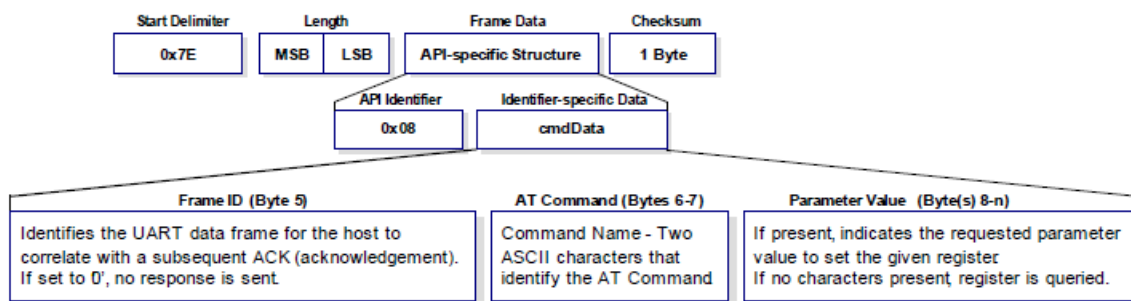 Start Delimiter Length Frame Data Checksum
0x7E MSB LSB API-specific Structure 1 Byte
API Identifier Identifier-specific Data
0x08 cmdData
Frame ID (Byte 5)
Identifies the UART data frame for the host to
correlate with a subsequent ACK (acknowledgement).
If set to 0', no response is sent.
AT Command (Bytes 6-7)
Command Name - Two
ASCII characters that
identify the AT Command
Parameter Value (Byte(s) 8-n)
If present, indicates the requested parameter
value to set the given register.
If no characters present, register is queried.